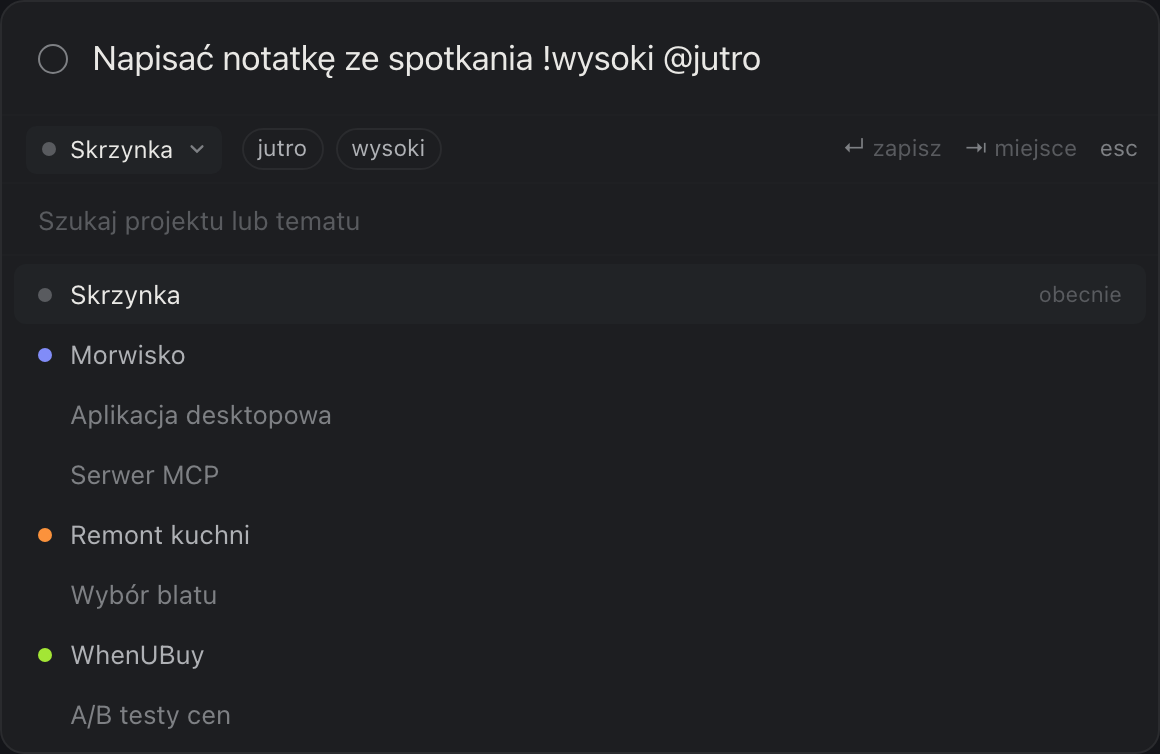 Napisać notatkę ze spotkania !wysoki @jutro
Skrzynka jutro wysoki ↵ zapisz ⇥ miejsce esc
Szukaj projektu lub tematu
Skrzynka obecnie
Morwisko
Aplikacja desktopowa
Serwer MCP
Remont kuchni
Wybór blatu
WhenUBuy
A/B testy cen